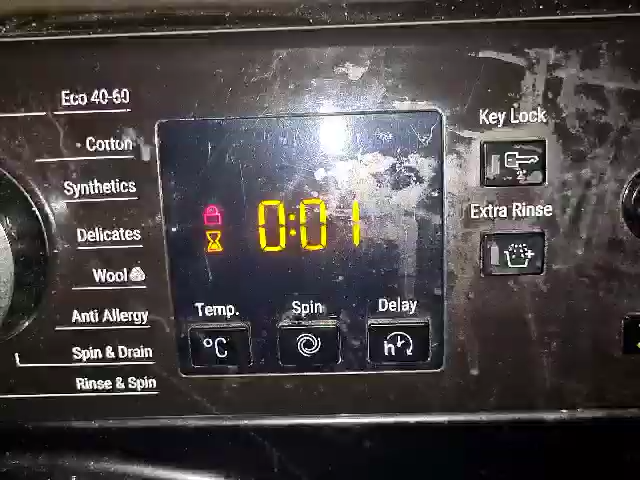 Eco 40-60
Cotton
Synthetics
Delicates
Wool
Anti Allergy
Spin & Drain
Rinse & Spin
0:01
Temp.
Spin
Delay
°C
h
Key Lock
3"
Extra Rinse